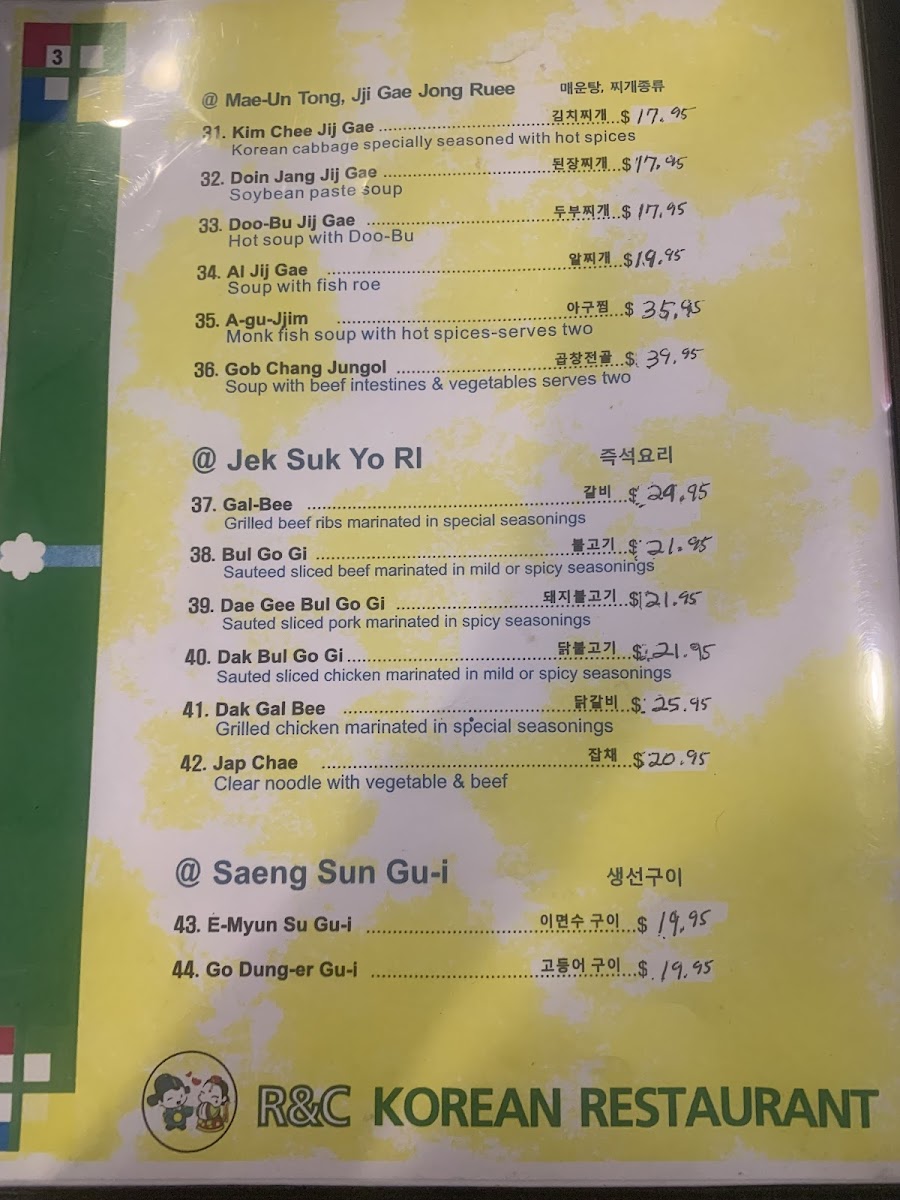 3
@ Mae-Un Tong, Jji Gae Jong Ruee 매운탕, 찌개종류
31. Kim Chee Jij Gae 김치찌개 $ 17.95
Korean cabbage specially seasoned with hot spices
32. Doin Jang Jij Gae 된장찌개 $ 17.95
Soybean paste soup
33. Doo-Bu Jij Gae 두부찌개 $ 17.95
Hot soup with Doo-Bu
34. Al Jij Gae 알찌개 $ 19.95
Soup with fish roe
35. A-gu-Jjim 아구찜 $ 35.95
Monk fish soup with hot spices-serves two
36. Gob Chang Jungol 곱창전골 $ 39.95
Soup with beef intestines & vegetables serves two
@ Jek Suk Yo RI 즉석요리
37. Gal-Bee 갈비 $ 29.95
Grilled beef ribs marinated in special seasonings
38. Bul Go Gi 불고기 $ 21.95
Sauteed sliced beef marinated in mild or spicy seasonings
39. Dae Gee Bul Go Gi 돼지불고기 $ 21.95
Sauted sliced pork marinated in spicy seasonings
40. Dak Bul Go Gi 닭불고기 $ 21.95
Sauted sliced chicken marinated in mild or spicy seasonings
41. Dak Gal Bee 닭갈비 $ 25.95
Grilled chicken marinated in special seasonings
42. Jap Chae 잡채 $ 20.95
Clear noodle with vegetable & beef
@ Saeng Sun Gu-i 생선구이
43. E-Myun Su Gu-i 이면수 구이 $ 19.95
44. Go Dung-er Gu-i 고등어 구이 $ 19.95
R&C KOREAN RESTAURANT